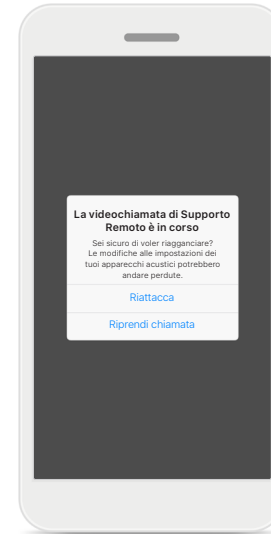 La videochiamata di Supporto
Remoto è in corso
Sei sicuro di voler riagganciare?
Le modifiche alle impostazioni dei
tuoi apparecchi acustici potrebbero
andare perdute.
Riattacca
Riprendi chiamata